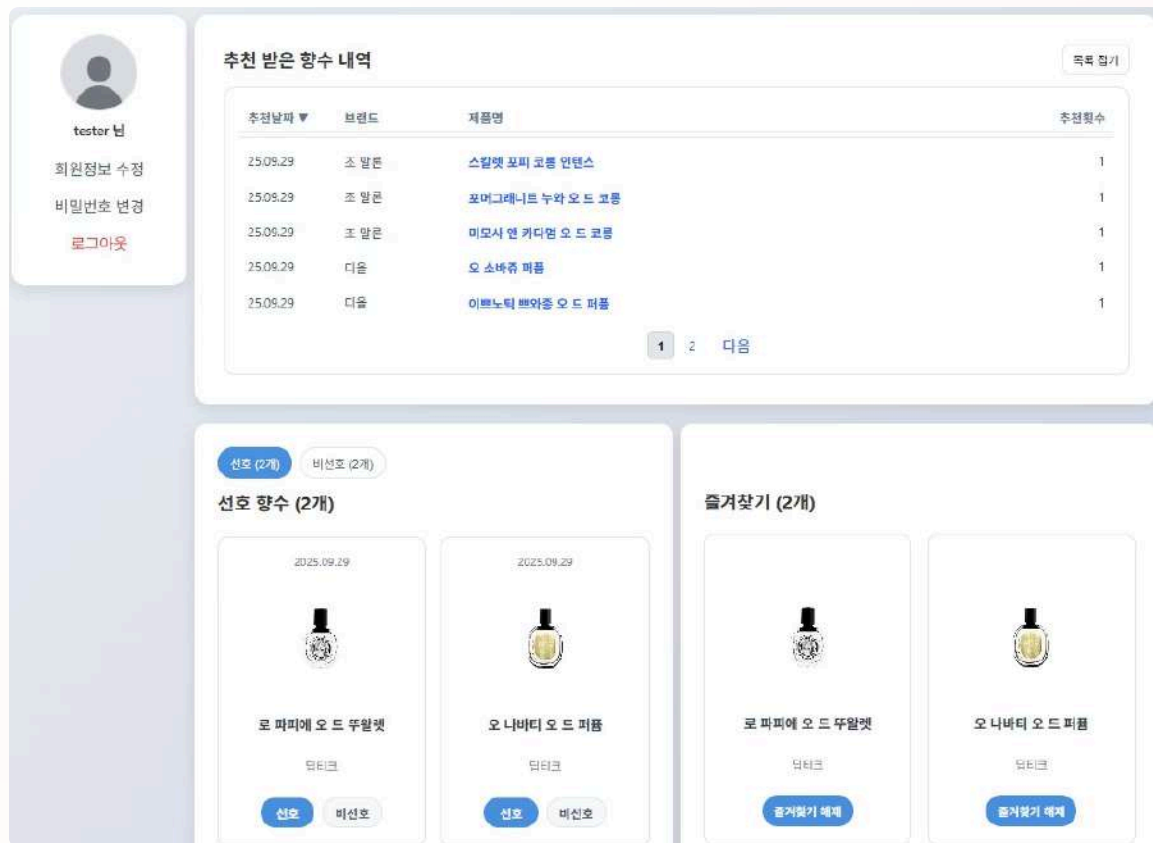 tester 님
회원정보 수정
비밀번호 변경
로그아웃
추천 받은 향수 내역
목록 접기
추천날짜 ▼ 브랜드 제품명 추천횟수
25.09.29 조 말론 스칼렛 포피 코롱 인텐스 1
25.09.29 조 말론 포머그래니트 누와 오 드 코롱 1
25.09.29 조 말론 미모사 앤 카다멈 오 드 코롱 1
25.09.29 디올 오 소바쥬 퍼퓸 1
25.09.29 디올 이쁘노틱 쁘와종 오 드 퍼퓸 1
1 2 다음
선호 (2개) 비선호 (2개)
선호 향수 (2개)
2025.09.29
로 파피에 오 드 뚜왈렛
딥티크
선호 비선호
2025.09.29
오 나바티 오 드 퍼퓸
딥티크
선호 비선호
즐겨찾기 (2개)
로 파피에 오 드 뚜왈렛
딥티크
즐겨찾기 해제
오 나바티 오 드 퍼퓸
딥티크
즐겨찾기 해제